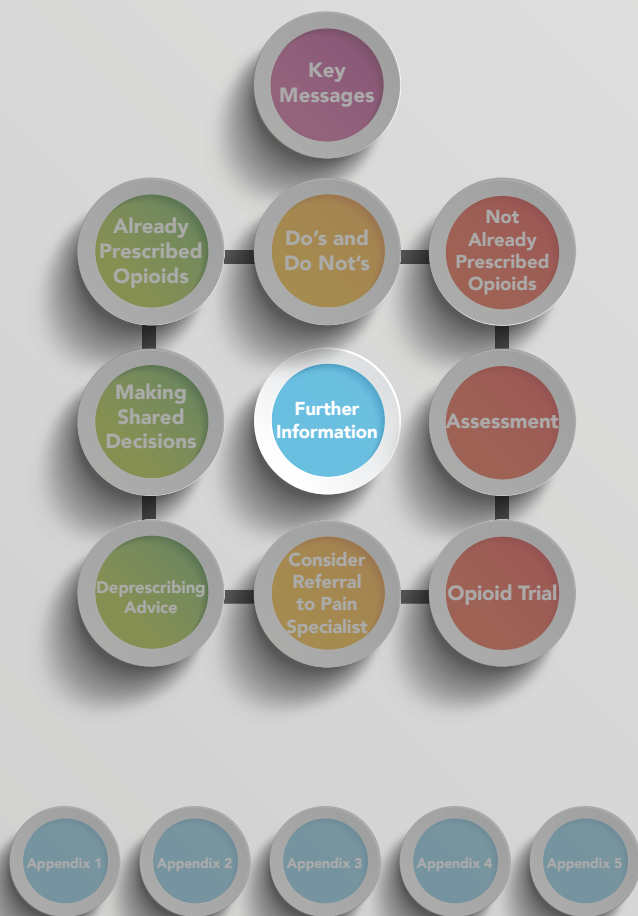 Key
Messages
Already
Prescribed
Opioids
Do's and
Do Not's
Not
Already
Prescribed
Opioids
Making
Shared
Decisions
Further
Information
Assessment
Deprescribing
Advice
Consider
Referral
to Pain
Specialist
Opioid Trial
Appendix 1
Appendix 2
Appendix 3
Appendix 4
Appendix 5